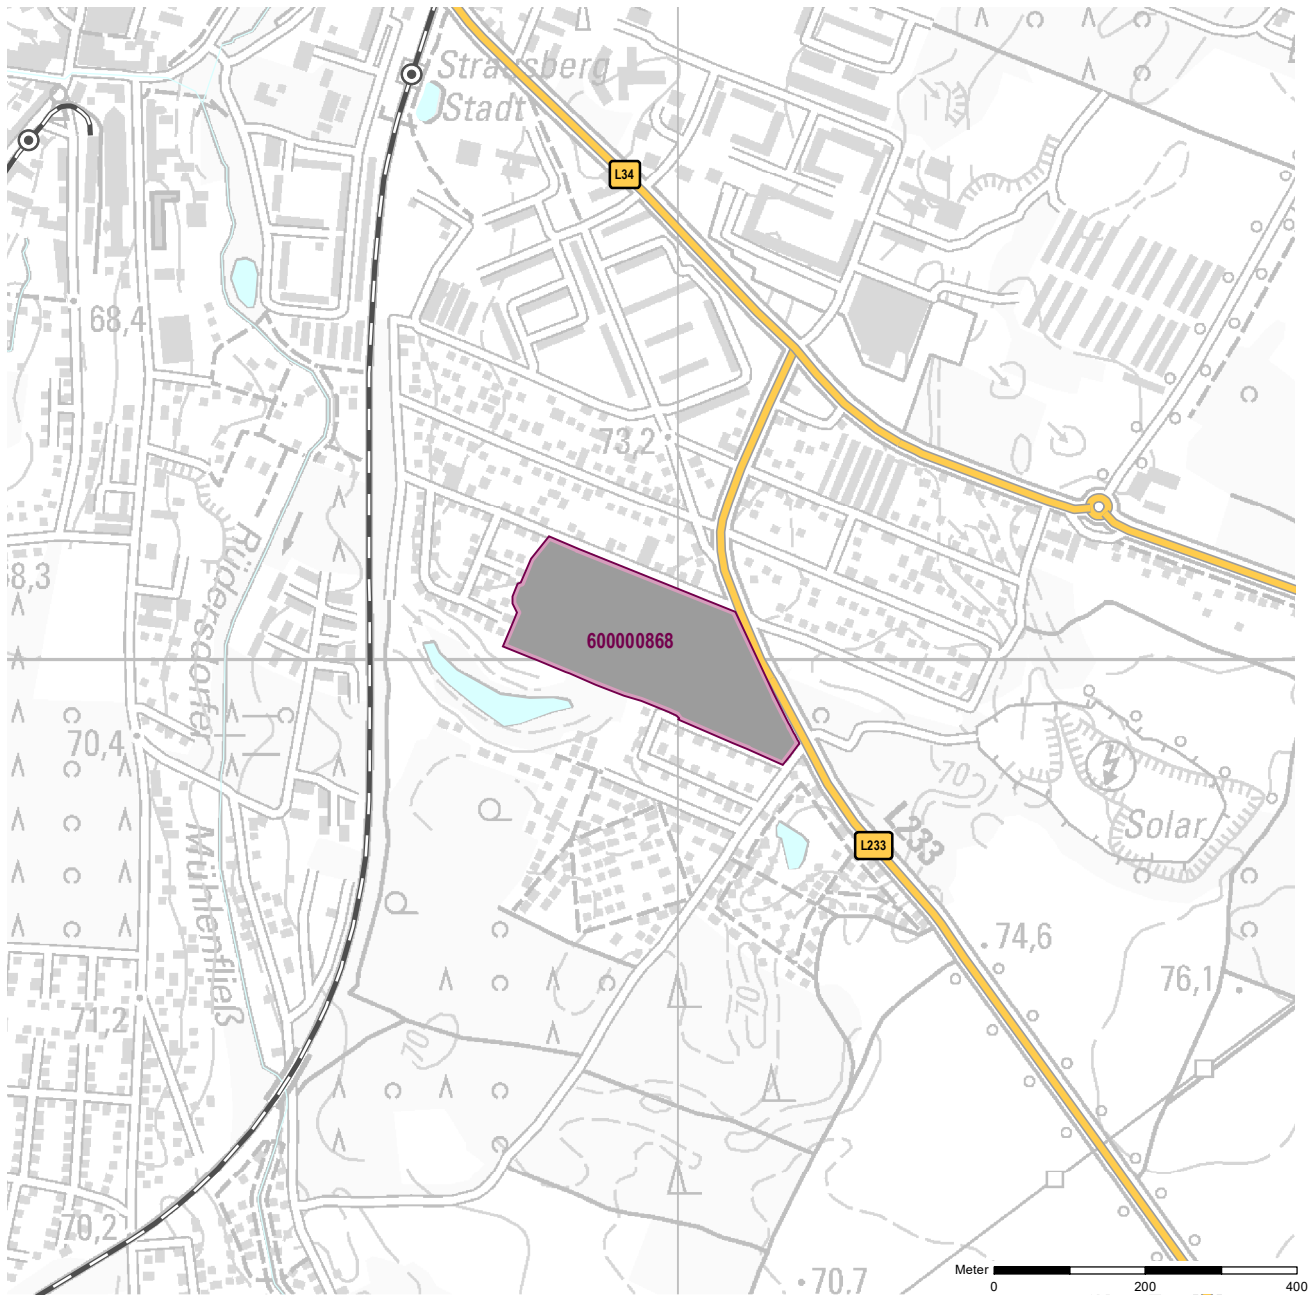 Strausberg
Stadt
L34
68,4
73,2
8,3
Rüdersdorfer
Mühlenfließ
600000868
70,4
70
Solar
L233
L233
74,6
76,1
70
71,2
70
70,2
70,7
Meter
0
200
400